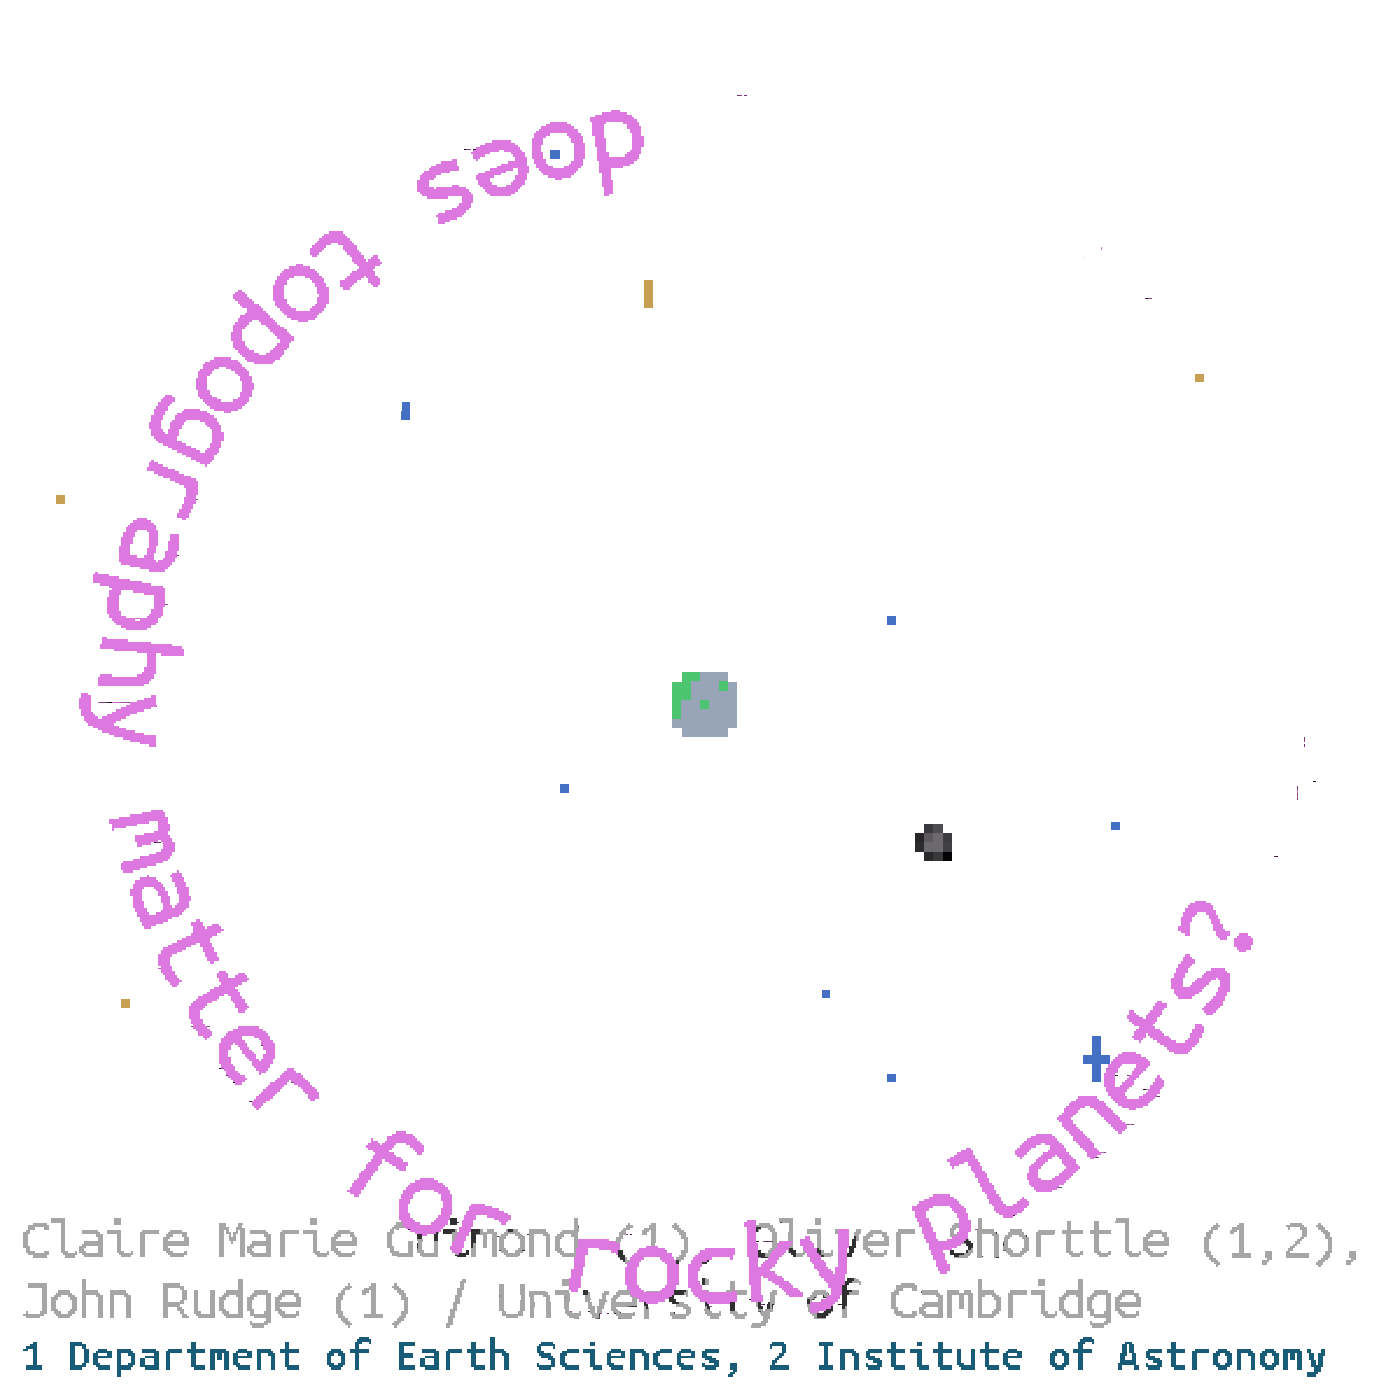 does topography matter for rocky planets?
Claire Marie Guimond (1), Oliver Shorttle (1,2),
John Rudge (1) / University of Cambridge
1 Department of Earth Sciences, 2 Institute of Astronomy